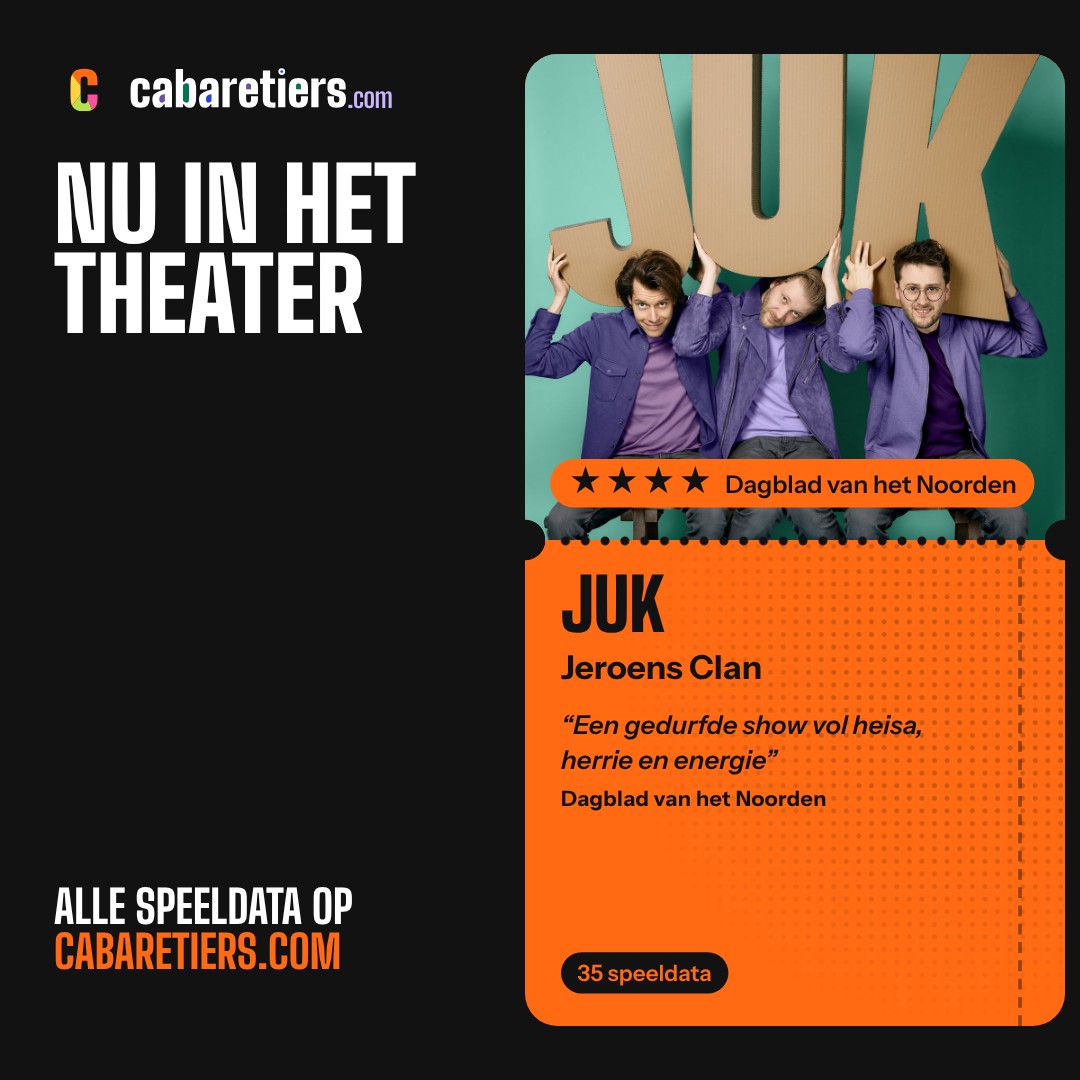 cabaretiers.com
NU IN HET
THEATER
JUK
★★★★ Dagblad van het Noorden
JUK
Jeroens Clan
“Een gedurfde show vol heisa,
herrie en energie”
Dagblad van het Noorden
35 speeldata
ALLE SPEELDATA OP
CABARETIERS.COM